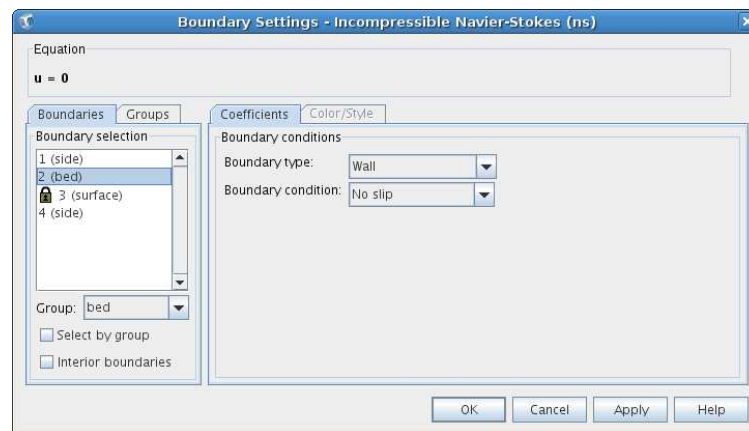 Boundary Settings - Incompressible Navier-Stokes (ns)
Equation
u = 0
Boundaries Groups
Coefficients Color/Style
Boundary selection
1 (side)
2 (bed)
3 (surface)
4 (side)
Group: bed
Select by group
Interior boundaries
Boundary conditions
Boundary type: Wall
Boundary condition: No slip
OK Cancel Apply Help